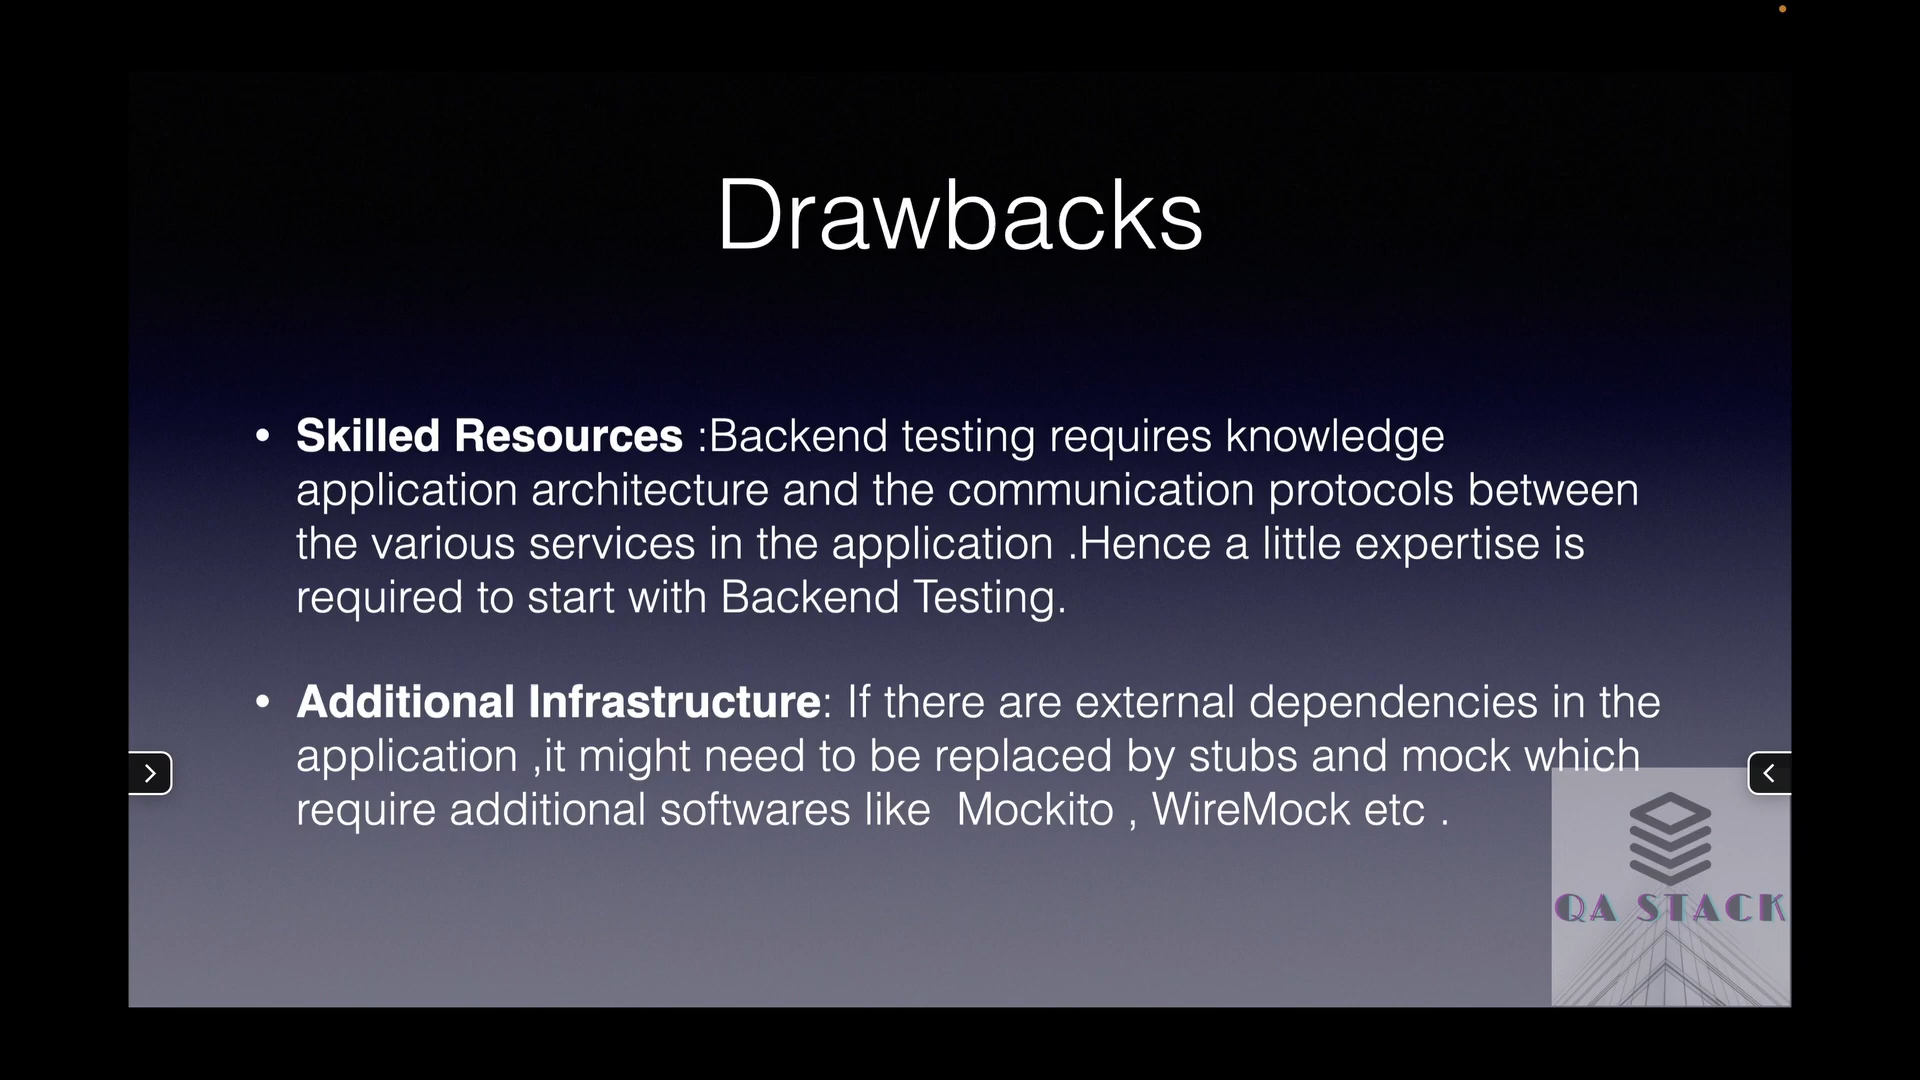 Drawbacks
• Skilled Resources :Backend testing requires knowledge
application architecture and the communication protocols between
the various services in the application .Hence a little expertise is
required to start with Backend Testing.
• Additional Infrastructure: If there are external dependencies in the
application ,it might need to be replaced by stubs and mock which
require additional softwares like  Mockito , WireMock etc .
QA STACK